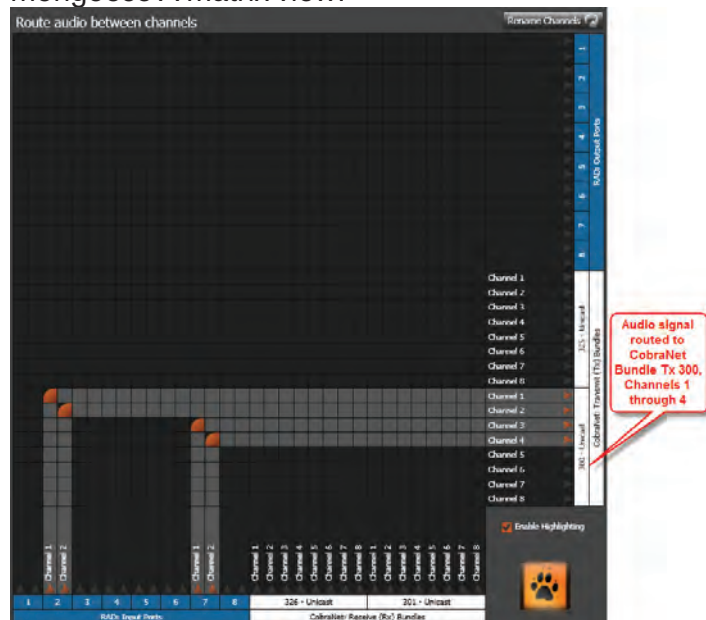 Route audio between channels
Rename Channels
1
2
3
4
5
6
7
8
RADs Output Ports
Channel 1
Channel 2
Channel 3
Channel 4
Channel 5
Channel 6
Channel 7
Channel 8
325 - Unicast
Channel 1
Channel 2
Channel 3
Channel 4
Channel 5
Channel 6
Channel 7
Channel 8
300 - Unicast
CobraNet: Transmit (Tx) Bundles
Audio signal
routed to
CobraNet
Bundle Tx 300,
Channels 1
through 4
Enable Highlighting
Channel 1
Channel 2
Channel 1
Channel 2
Channel 1
Channel 2
Channel 3
Channel 4
Channel 5
Channel 6
Channel 7
Channel 8
Channel 1
Channel 2
Channel 3
Channel 4
Channel 5
Channel 6
Channel 7
Channel 8
1 2 3 4 5 6 7 8
326 - Unicast
301 - Unicast
RADs Input Ports
CobraNet: Receive (Rx) Bundles